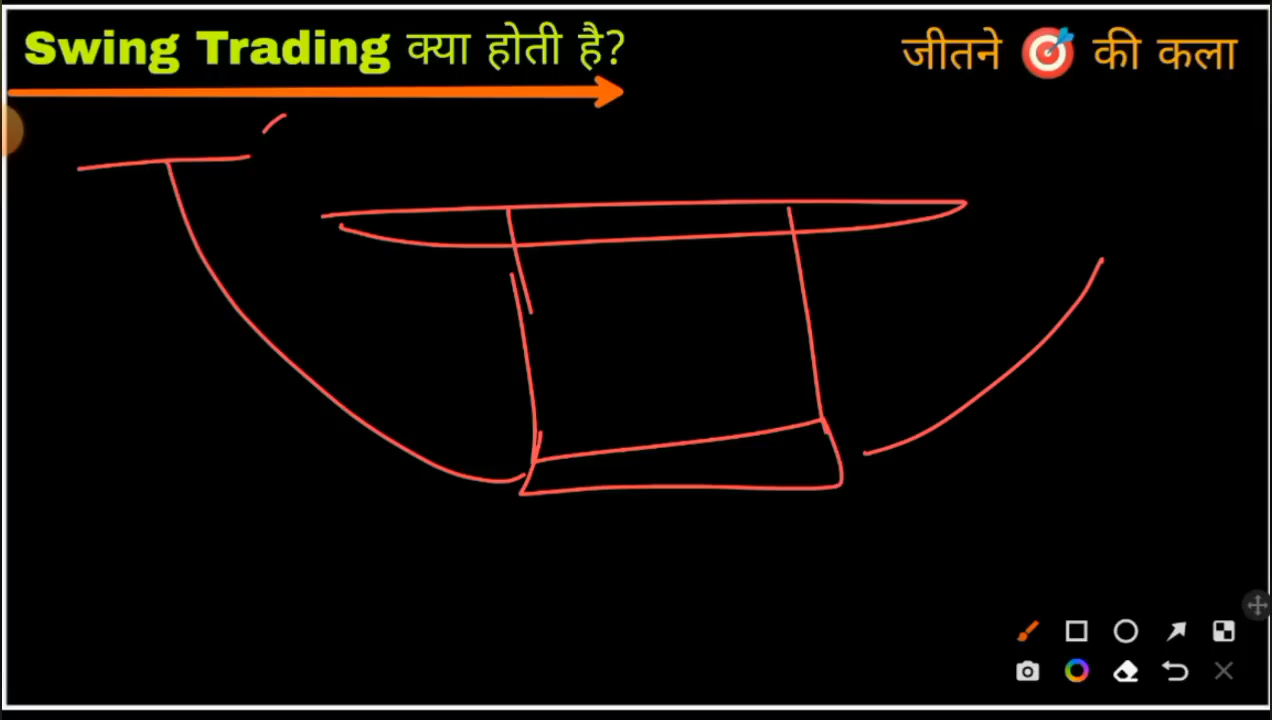 Swing Trading क्या होती है?
जीतने 🎯 की कला